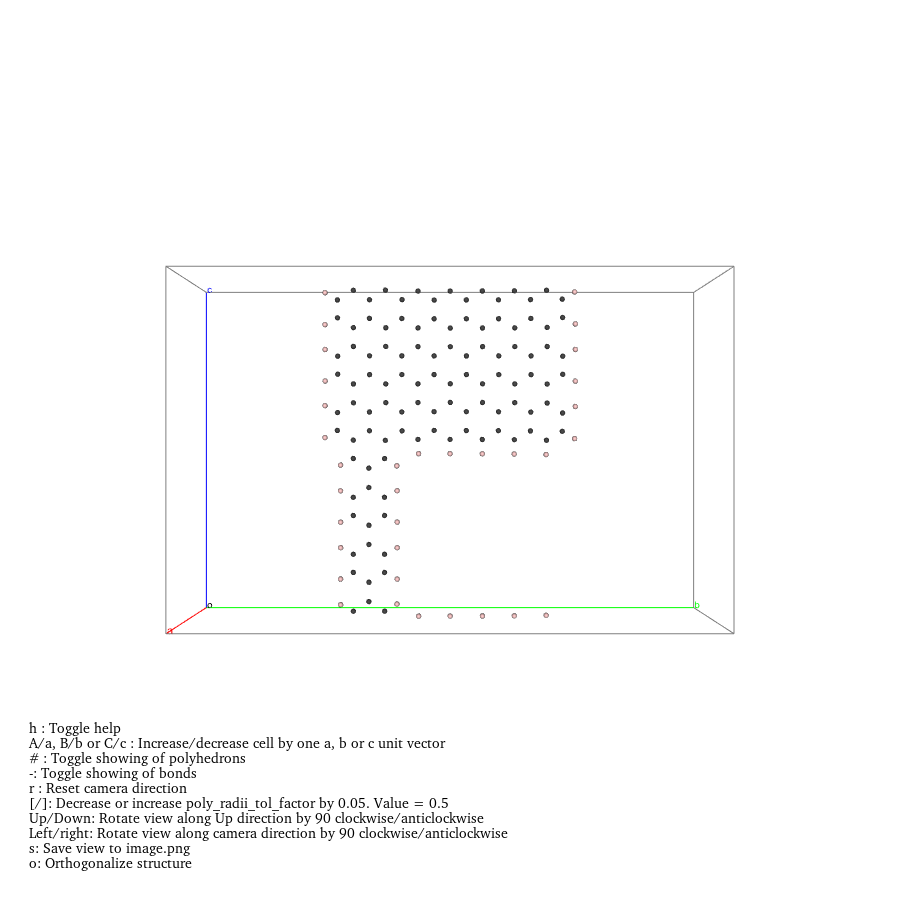 c
o
b
a
h : Toggle help
A/a, B/b or C/c : Increase/decrease cell by one a, b or c unit vector
# : Toggle showing of polyhedrons
-: Toggle showing of bonds
r : Reset camera direction
[/]: Decrease or increase poly_radii_tol_factor by 0.05. Value = 0.5
Up/Down: Rotate view along Up direction by 90 clockwise/anticlockwise
Left/right: Rotate view along camera direction by 90 clockwise/anticlockwise
s: Save view to image.png
o: Orthogonalize structure